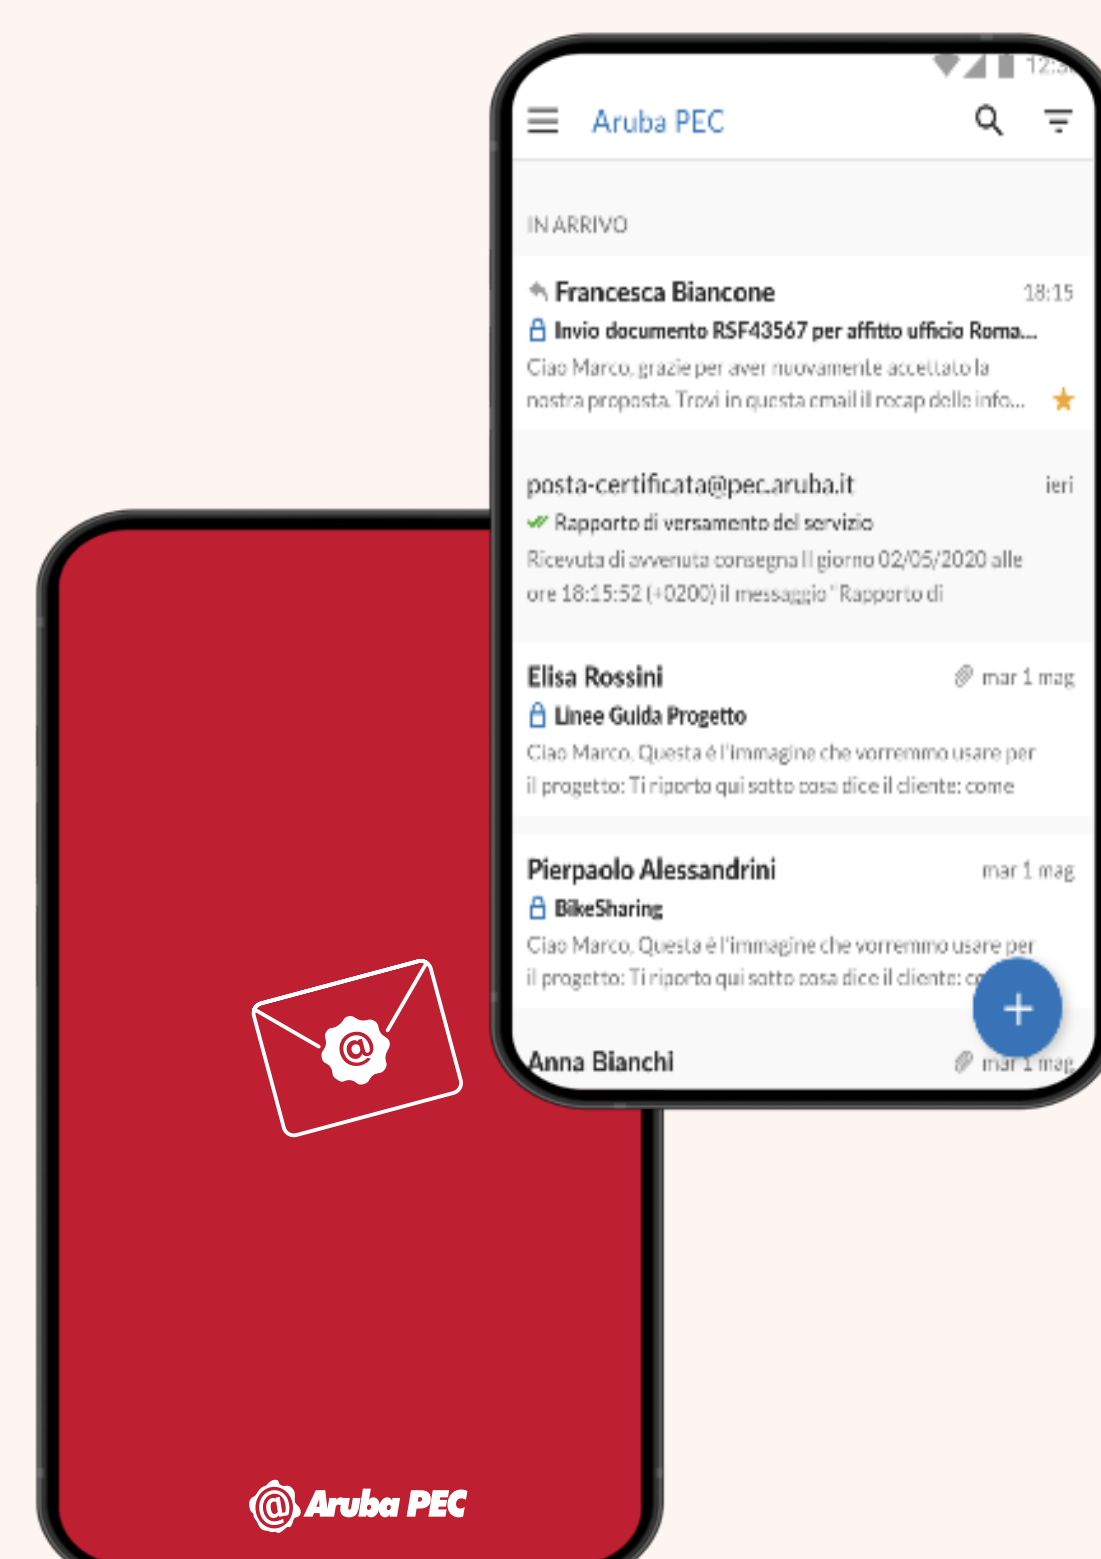 Aruba PEC
IN ARRIVO
Francesca Biancone 18:15
Invio documento RSF43567 per affitto ufficio Roma...
Ciao Marco, grazie per aver nuovamente accettato la
nostra proposta. Trovi in questa email il recap delle info...
posta-certificata@pec.aruba.it ieri
Rapporto di versamento del servizio
Ricevuta di avvenuta consegna Il giorno 02/05/2020 alle
ore 18:15:52 (+0200) il messaggio "Rapporto di
Elisa Rossini mar 1 mag
Linee Guida Progetto
Ciao Marco, Questa è l'immagine che vorremmo usare per
il progetto: Ti riporto qui sotto cosa dice il cliente: come
Pierpaolo Alessandrini mar 1 mag
BikeSharing
Ciao Marco, Questa è l'immagine che vorremmo usare per
il progetto: Ti riporto qui sotto cosa dice il cliente:
Anna Bianchi mar 1 mag
@
@ Aruba PEC